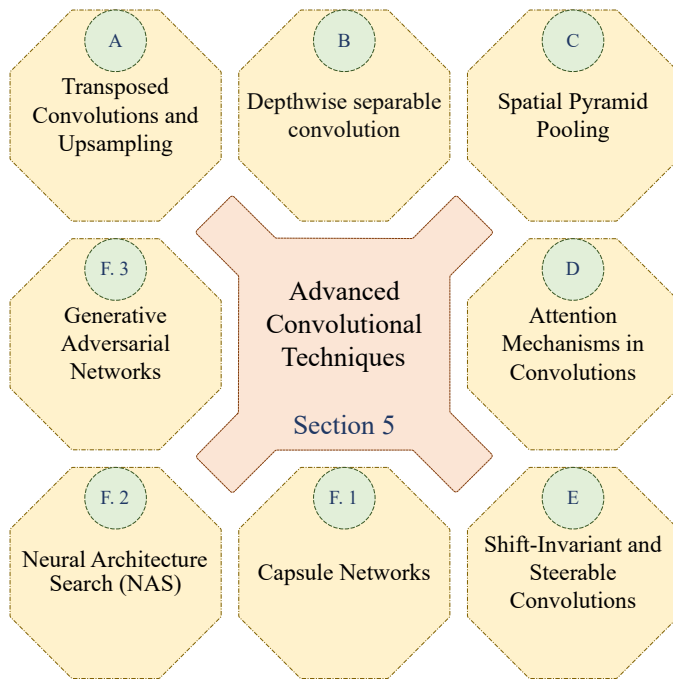 A
Transposed
Convolutions and
Upsampling
B
Depthwise separable
convolution
C
Spatial Pyramid
Pooling
F. 3
Generative
Adversarial
Networks
Advanced
Convolutional
Techniques
Section 5
D
Attention
Mechanisms in
Convolutions
F. 2
Neural Architecture
Search (NAS)
F. 1
Capsule Networks
E
Shift-Invariant and
Steerable
Convolutions